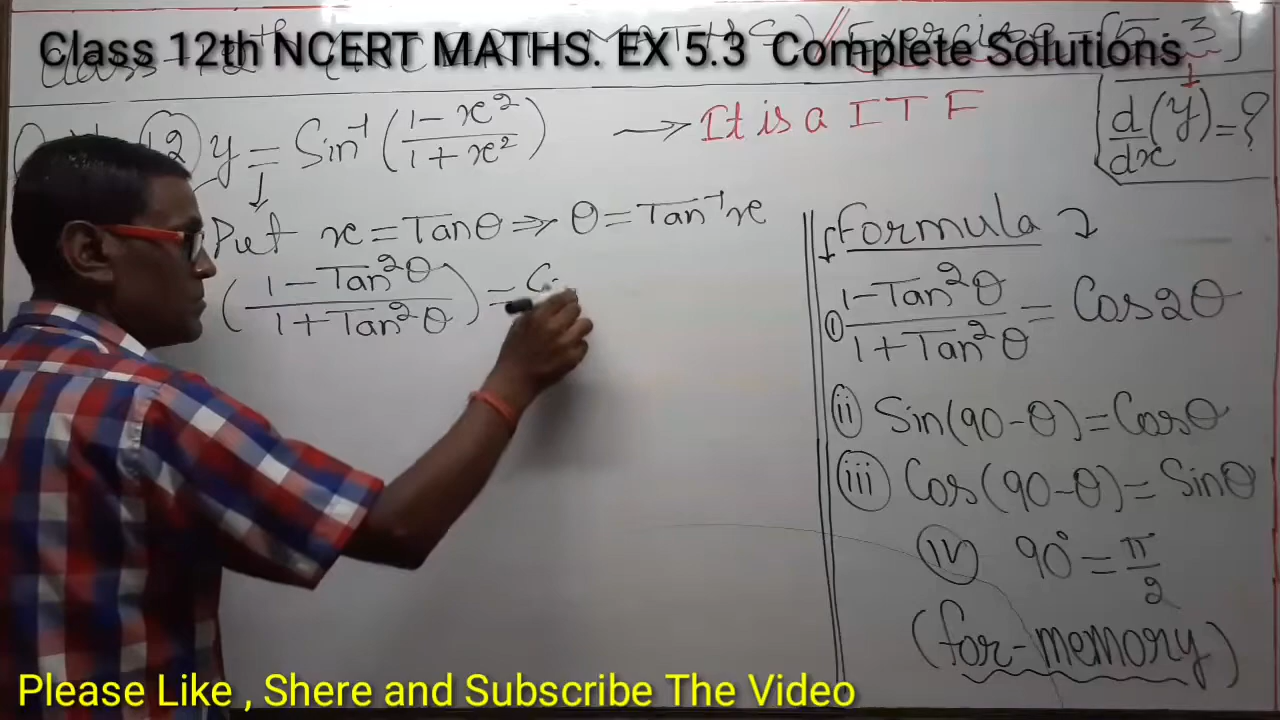 Class 12th NCERT MATHS. EX 5.3 Complete Solutions
12 y = Sin⁻¹ (1 - x² / 1 + x²) → It is a I T F
d/dx (y) = ?
Put x = Tanθ ⇒ θ = Tan⁻¹x
(1 - Tan²θ / 1 + Tan²θ) =
Formula
(i) 1 - Tan²θ / 1 + Tan²θ = Cos2θ
(ii) Sin(90 - θ) = Cosθ
(iii) Cos(90 - θ) = Sinθ
(iv) 90° = π/2
(for - memory)
Please Like , Shere and Subscribe The Video